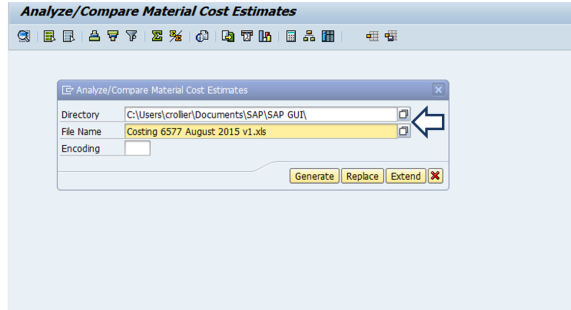 Analyze/Compare Material Cost Estimates
Analyze/Compare Material Cost Estimates
Directory C:\Users\crollier\Documents\SAP\SAP GUI\
File Name Costing 6577 August 2015 v1.xls
Encoding
Generate Replace Extend